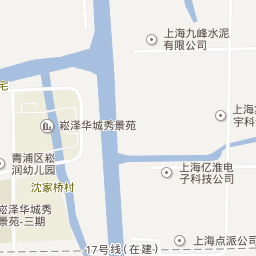 上海九峰水泥
有限公司
宅
上海
宇科
崧泽华城秀景苑
青浦区崧
润幼儿园
上海亿淮电
子科技公司
沈家桥村
崧泽华城秀
景苑-三期
上海点派公司
17号线(在建)